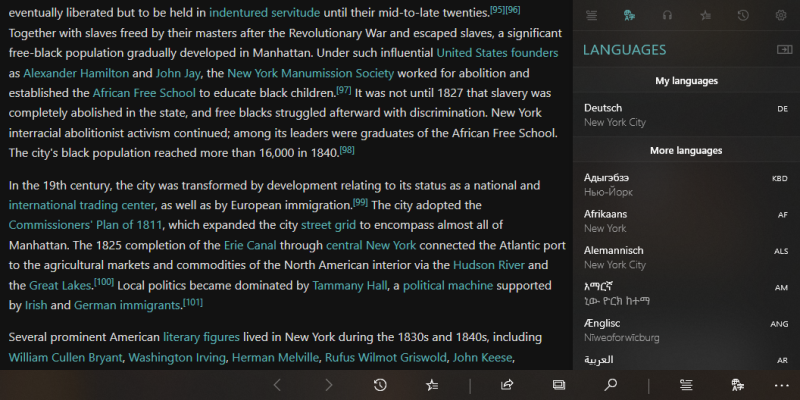 eventually liberated but to be held in indentured servitude until their mid-to-late twenties.[95][96]
Together with slaves freed by their masters after the Revolutionary War and escaped slaves, a significant
free-black population gradually developed in Manhattan. Under such influential United States founders
as Alexander Hamilton and John Jay, the New York Manumission Society worked for abolition and
established the African Free School to educate black children.[97] It was not until 1827 that slavery was
completely abolished in the state, and free blacks struggled afterward with discrimination. New York
interracial abolitionist activism continued; among its leaders were graduates of the African Free School.
The city's black population reached more than 16,000 in 1840.[98]
In the 19th century, the city was transformed by development relating to its status as a national and
international trading center, as well as by European immigration.[99] The city adopted the
Commissioners' Plan of 1811, which expanded the city street grid to encompass almost all of
Manhattan. The 1825 completion of the Erie Canal through central New York connected the Atlantic port
to the agricultural markets and commodities of the North American interior via the Hudson River and
the Great Lakes.[100] Local politics became dominated by Tammany Hall, a political machine supported
by Irish and German immigrants.[101]
Several prominent American literary figures lived in New York during the 1830s and 1840s, including
William Cullen Bryant, Washington Irving, Herman Melville, Rufus Wilmot Griswold, John Keese,
LANGUAGES
My languages
Deutsch DE
New York City
More languages
Адыгэбзэ KBD
Нью-Йорк
Afrikaans AF
New York
Alemannisch ALS
New York City
አማርኛ AM
ኒው ዮርክ ከተማ
Ænglisc ANG
Nīweoforwīcburg
العربية AR